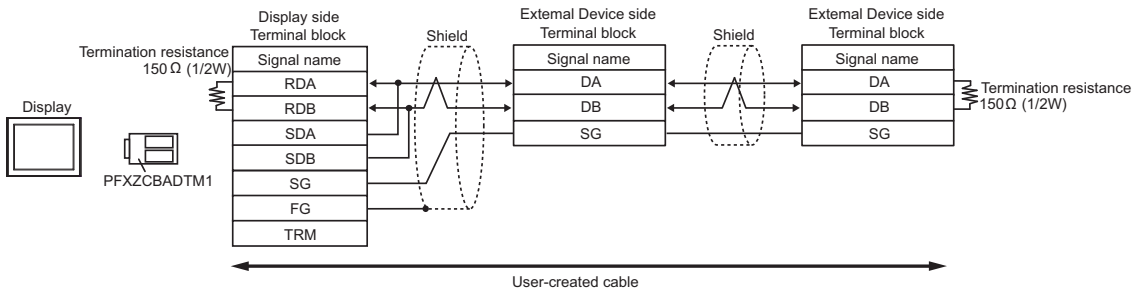 Display side
Terminal block
External Device side
Terminal block
External Device side
Terminal block
Shield
Shield
Termination resistance
150 Ω (1/2W)
Signal name
RDA
RDB
SDA
SDB
SG
FG
TRM
Signal name
DA
DB
SG
Signal name
DA
DB
SG
Termination resistance
150Ω (1/2W)
Display
PFXZCBADTM1
User-created cable